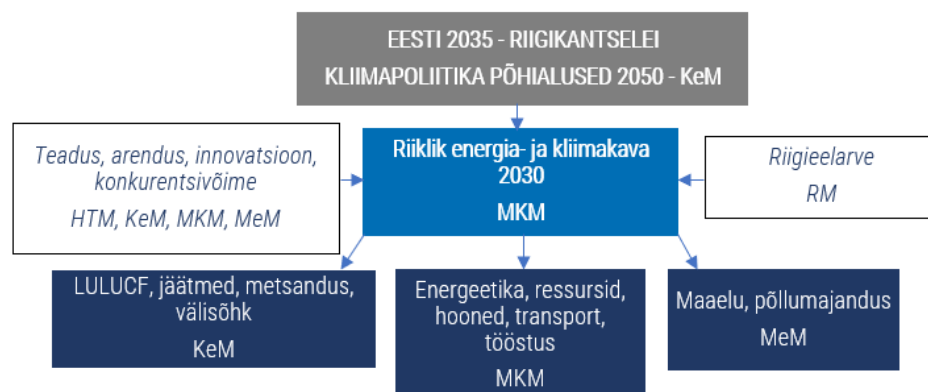 EESTI 2035 - RIIGIKANTSELEI
KLIIMAPOLIITIKA PÕHIALUSED 2050 - KeM
Teadus, arendus, innovatsioon,
konkurentsivõime
HTM, KeM, MKM, MeM
Riiklik energia- ja kliimakava
2030
MKM
Riigieelarve
RM
LULUCF, jäätmed, metsandus,
välisõhk
KeM
Energeetika, ressursid,
hooned, transport,
tööstus
MKM
Maaelu, põllumajandus
MeM